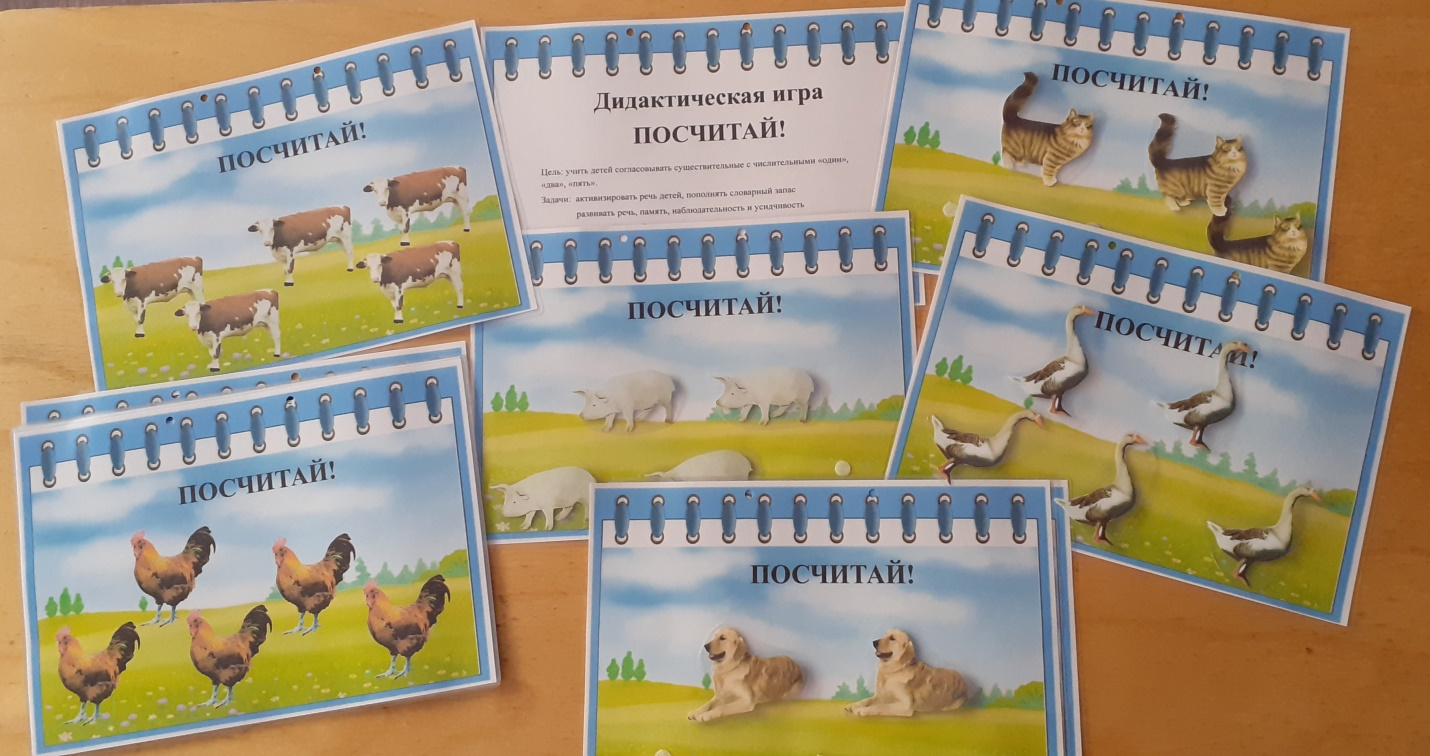 ПОСЧИТАЙ!
Дидактическая игра
ПОСЧИТАЙ!
Цель: учить детей согласовывать существительные с числительными «один»,
«два», «пять».
Задачи: активизировать речь детей, пополнять словарный запас
развивать речь, память, наблюдательность и усидчивость
ПОСЧИТАЙ!
ПОСЧИТАЙ!
ПОСЧИТАЙ!
ПОСЧИТАЙ!
ПОСЧИТАЙ!